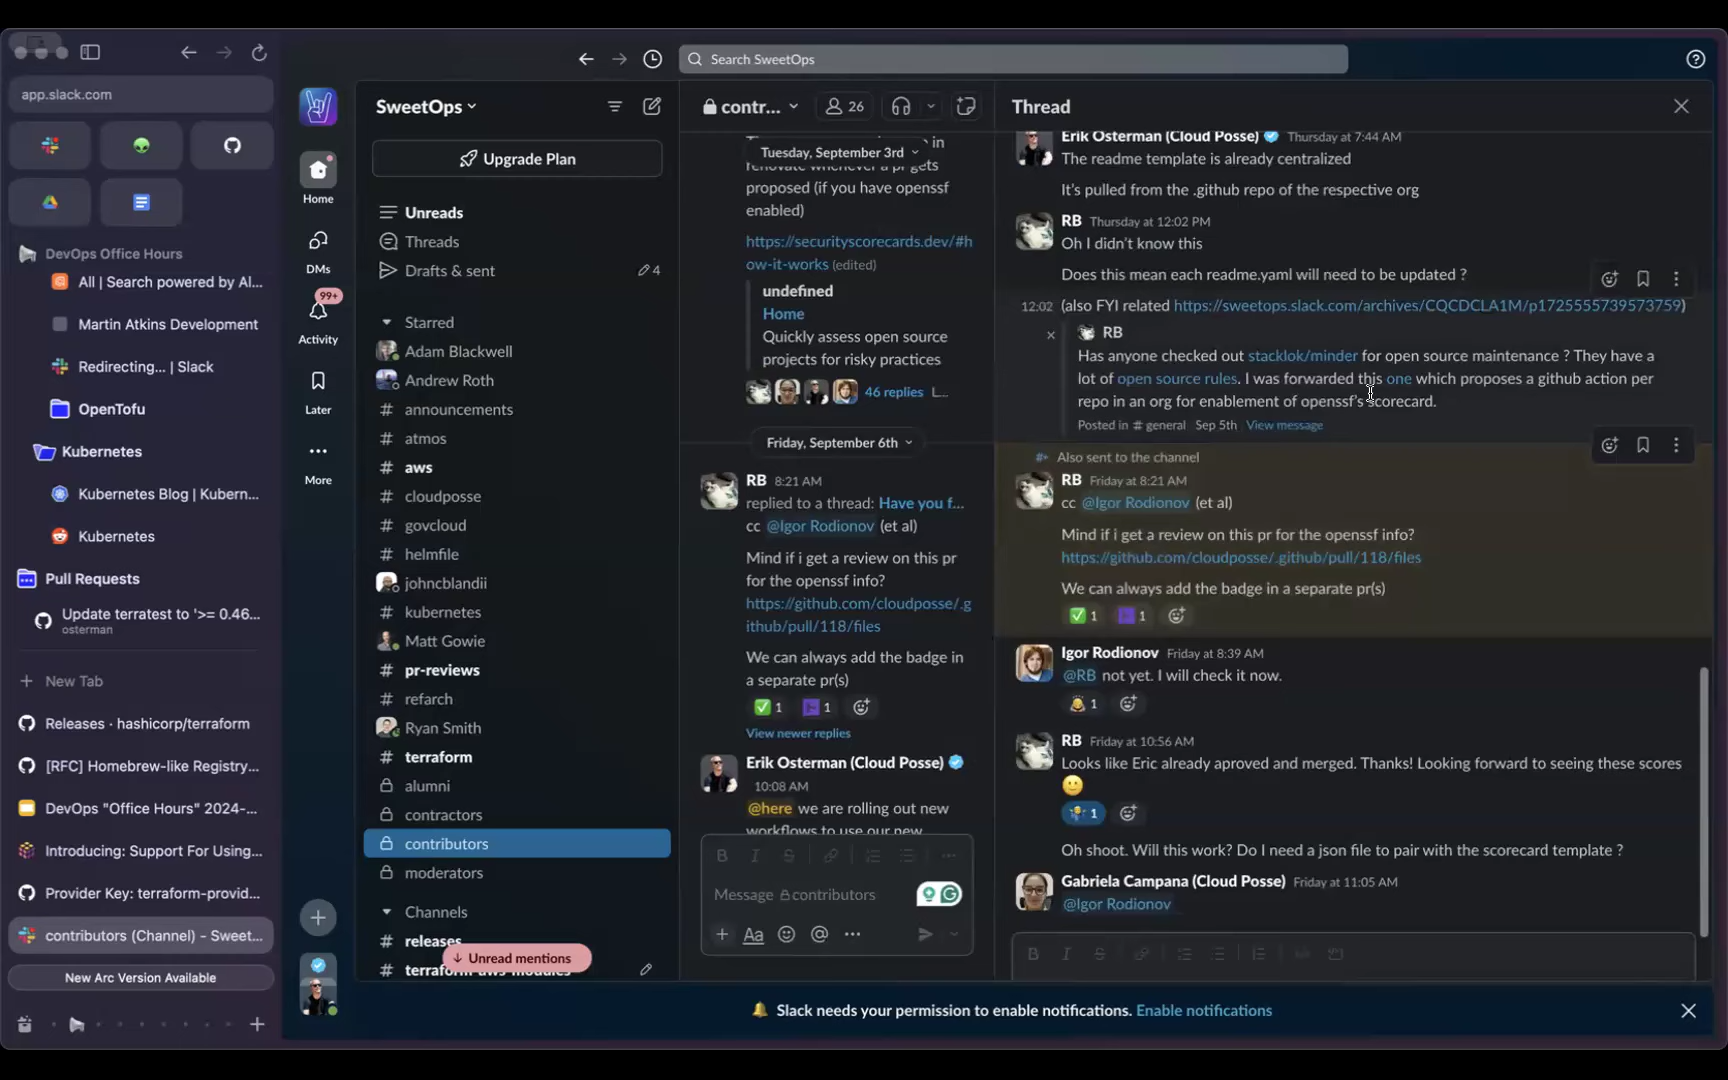 app.slack.com
DevOps Office Hours
All | Search powered by Al...
Martin Atkins Development
Redirecting... | Slack
OpenTofu
Kubernetes
Kubernetes Blog | Kubern...
Kubernetes
Pull Requests
Update terratest to '>= 0.46...
osterman
New Tab
Releases · hashicorp/terraform
[RFC] Homebrew-like Registry...
DevOps "Office Hours" 2024-...
Introducing: Support For Using...
Provider Key: terraform-provid...
contributors (Channel) - Sweet...
New Arc Version Available
Search SweetOps
Home
DMs
99+
Activity
Later
More
SweetOps
Upgrade Plan
Unreads
Threads
Drafts & sent
4
Starred
Adam Blackwell
Andrew Roth
# announcements
# atmos
# aws
# cloudposse
# govcloud
# helmfile
johncblandii
# kubernetes
Matt Gowie
# pr-reviews
# refarch
Ryan Smith
# terraform
alumni
contractors
contributors
moderators
Channels
# releases
Unread mentions
contr...
26
Tuesday, September 3rd
in
renovate whenever a pr gets
proposed (if you have openssf
enabled)
https://securityscorecards.dev/#h
ow-it-works (edited)
undefined
Home
Quickly assess open source
projects for risky practices
46 replies L...
Friday, September 6th
RB 8:21 AM
replied to a thread: Have you f...
cc @Igor Rodionov (et al)
Mind if i get a review on this pr
for the openssf info?
https://github.com/cloudposse/.g
ithub/pull/118/files
We can always add the badge in
a separate pr(s)
1 1
View newer replies
Erik Osterman (Cloud Posse)
10:08 AM
@here we are rolling out new
workflows to use our new
Message contributors
Thread
Erik Osterman (Cloud Posse) Thursday at 7:44 AM
The readme template is already centralized
It's pulled from the .github repo of the respective org
RB Thursday at 12:02 PM
Oh I didn't know this
Does this mean each readme.yaml will need to be updated ?
12:02 (also FYI related https://sweetops.slack.com/archives/CQCDCLA1M/p1725555739573759)
RB
Has anyone checked out stacklok/minder for open source maintenance ? They have a
lot of open source rules. I was forwarded this one which proposes a github action per
repo in an org for enablement of openssf's scorecard.
Posted in # general Sep 5th View message
Also sent to the channel
RB Friday at 8:21 AM
cc @Igor Rodionov (et al)
Mind if i get a review on this pr for the openssf info?
https://github.com/cloudposse/.github/pull/118/files
We can always add the badge in a separate pr(s)
1 1
Igor Rodionov Friday at 8:39 AM
@RB not yet. I will check it now.
1
RB Friday at 10:56 AM
Looks like Eric already aproved and merged. Thanks! Looking forward to seeing these scores
1
Oh shoot. Will this work? Do I need a json file to pair with the scorecard template ?
Gabriela Campana (Cloud Posse) Friday at 11:05 AM
@Igor Rodionov
Slack needs your permission to enable notifications. Enable notifications